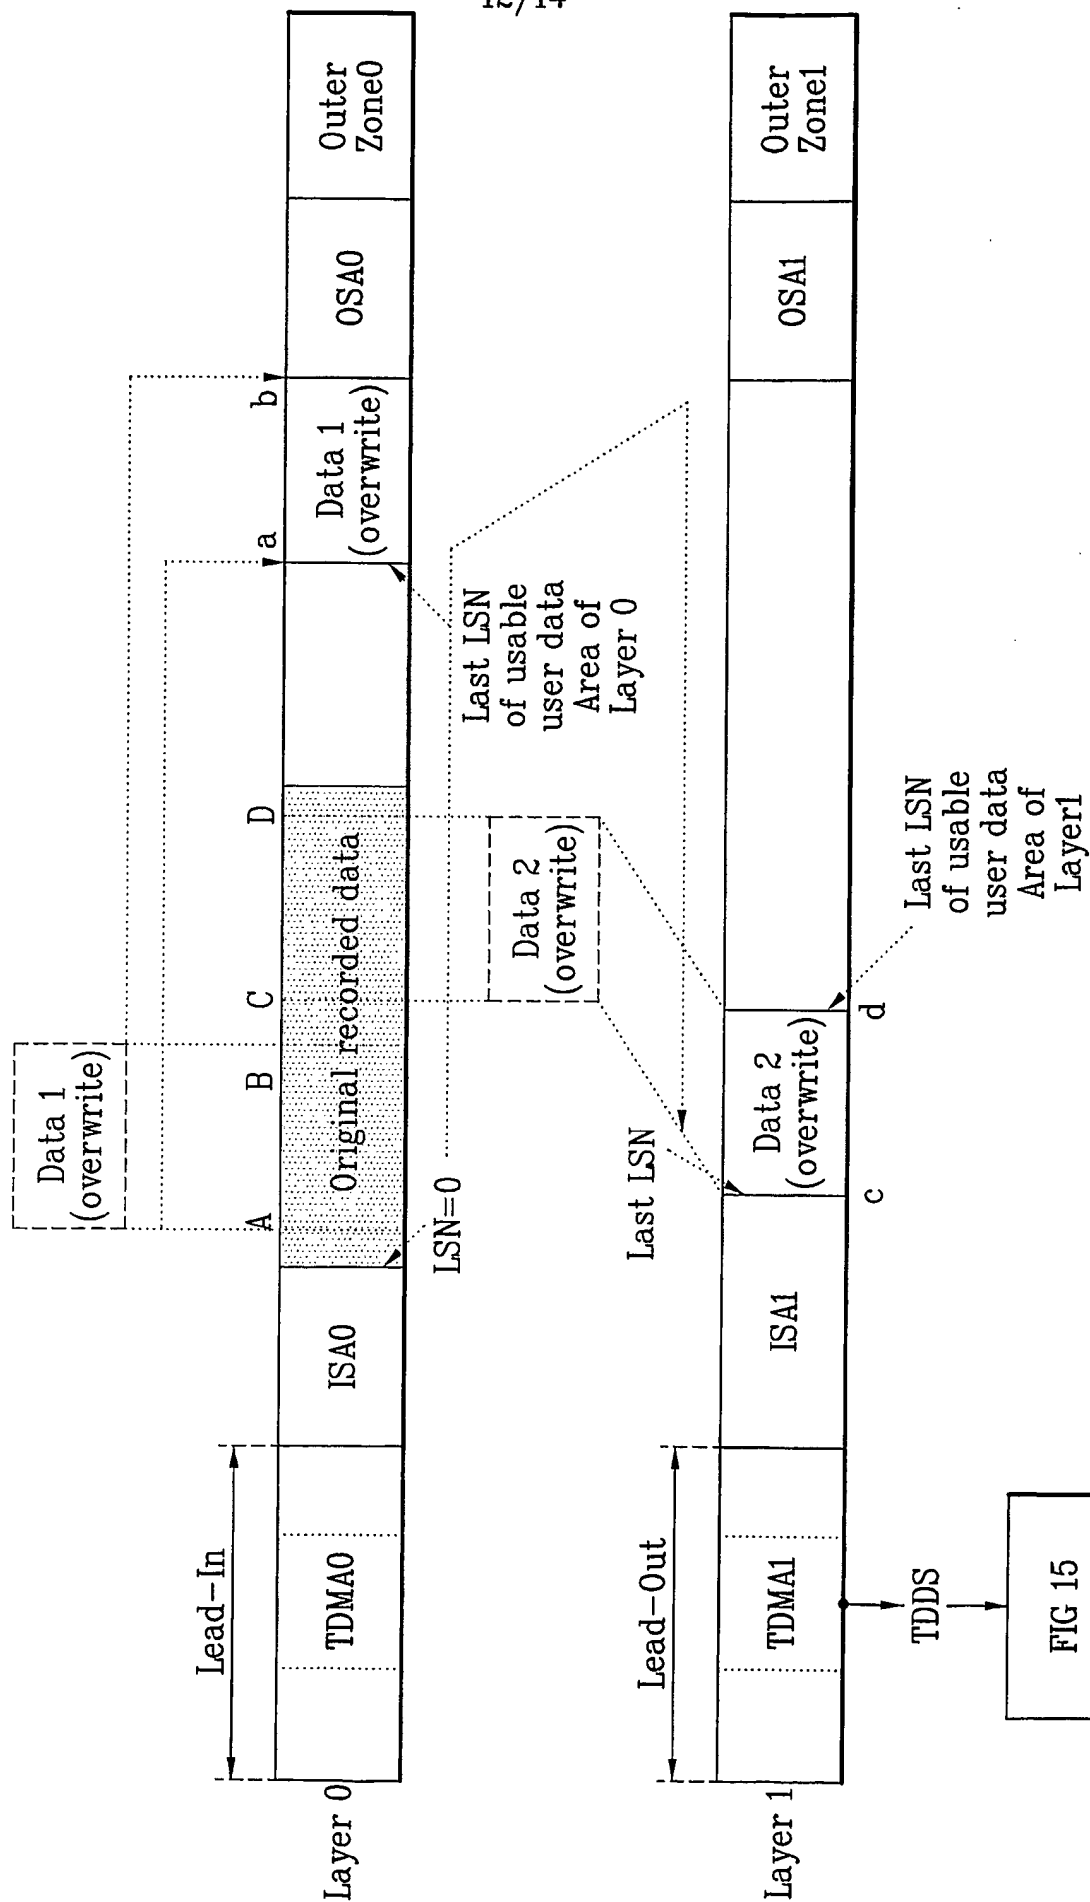 12/14
Data 1
(overwrite)
A
B
C
D
a
b
Lead-In
Layer 0
TDMA0
ISA0
Original recorded data
Data 1
(overwrite)
OSA0
Outer
Zone0
LSN=0
Data 2
(overwrite)
Last LSN
of usable
user data
Area of
Layer 0
Last LSN
Lead-Out
Layer 1
TDMA1
ISA1
Data 2
(overwrite)
OSA1
Outer
Zone1
c
d
Last LSN
of usable
user data
Area of
Layer1
TDDS
FIG 15